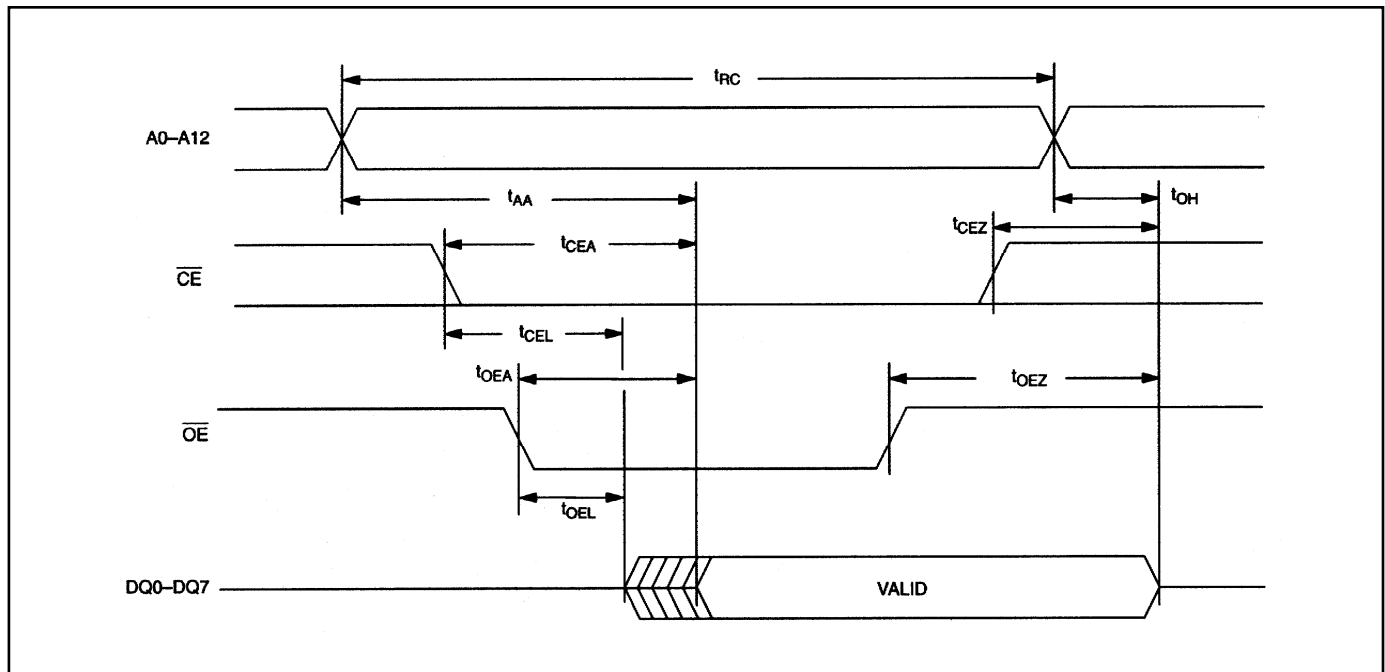 tRC
A0–A12
tAA
tOH
tCEZ
tCEA
CE
tCEL
tOEA
tOEZ
OE
tOEL
DQ0–DQ7
VALID